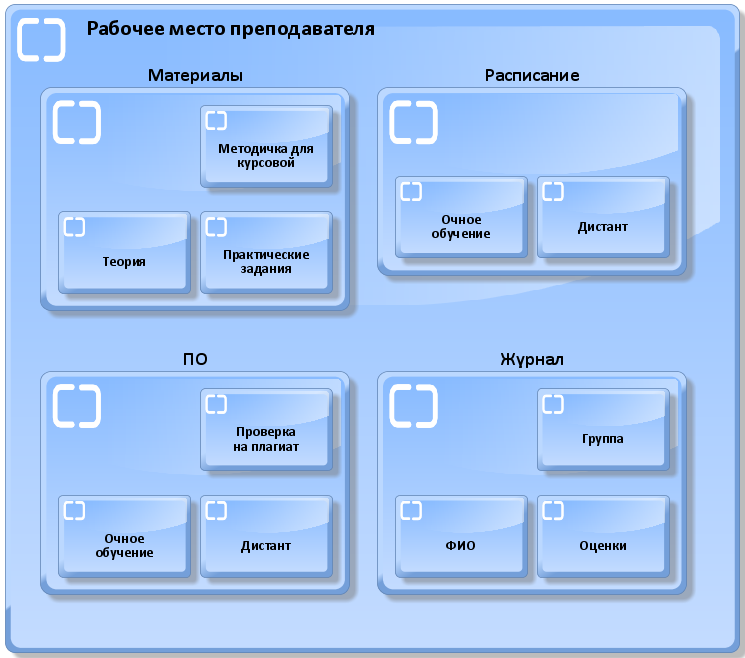 Рабочее место преподавателя
Материалы
Методичка для
курсовой
Теория
Практические
задания
Расписание
Очное
обучение
Дистант
ПО
Проверка
на плагиат
Очное
обучение
Дистант
Журнал
Группа
ФИО
Оценки